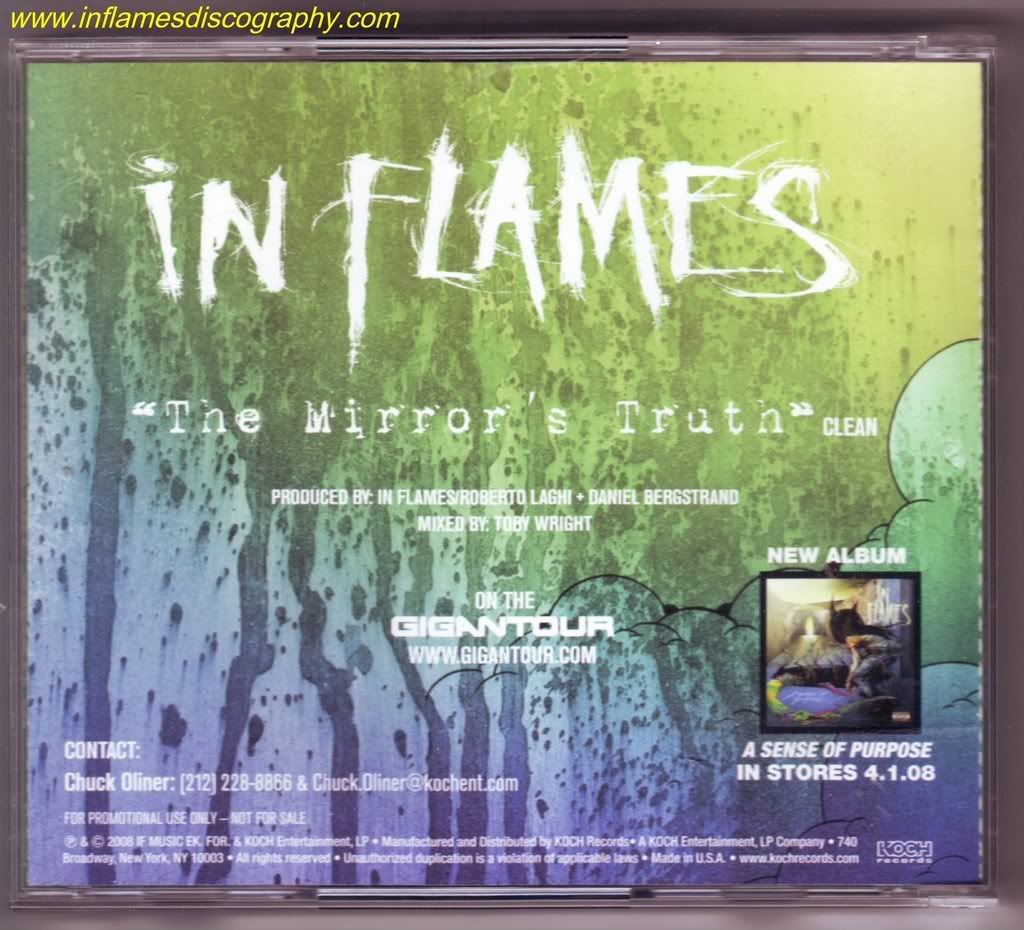 www.inflamesdiscography.com
iN FLAMES
"The Mirror's Truth" CLEAN
PRODUCED BY: IN FLAMES/ROBERTO LAGHI + DANIEL BERGSTRAND
MIXED BY: TOBY WRIGHT
NEW ALBUM
IN FLAMES
ON THE
GIGANTOUR
WWW.GIGANTOUR.COM
A SENSE OF PURPOSE
IN STORES 4.1.08
CONTACT:
Chuck Oliner: (212) 228-8866 & Chuck.Oliner@kochent.com
FOR PROMOTIONAL USE ONLY – NOT FOR SALE
℗ & © 2008 IF MUSIC EK. FOR. & KOCH Entertainment, LP • Manufactured and Distributed by KOCH Records• A KOCH Entertainment, LP Company • 740
Broadway, New York, NY 10003 • All rights reserved • Unauthorized duplication is a violation of applicable laws • Made in U.S.A. • www.kochrecords.com
KOCH
records